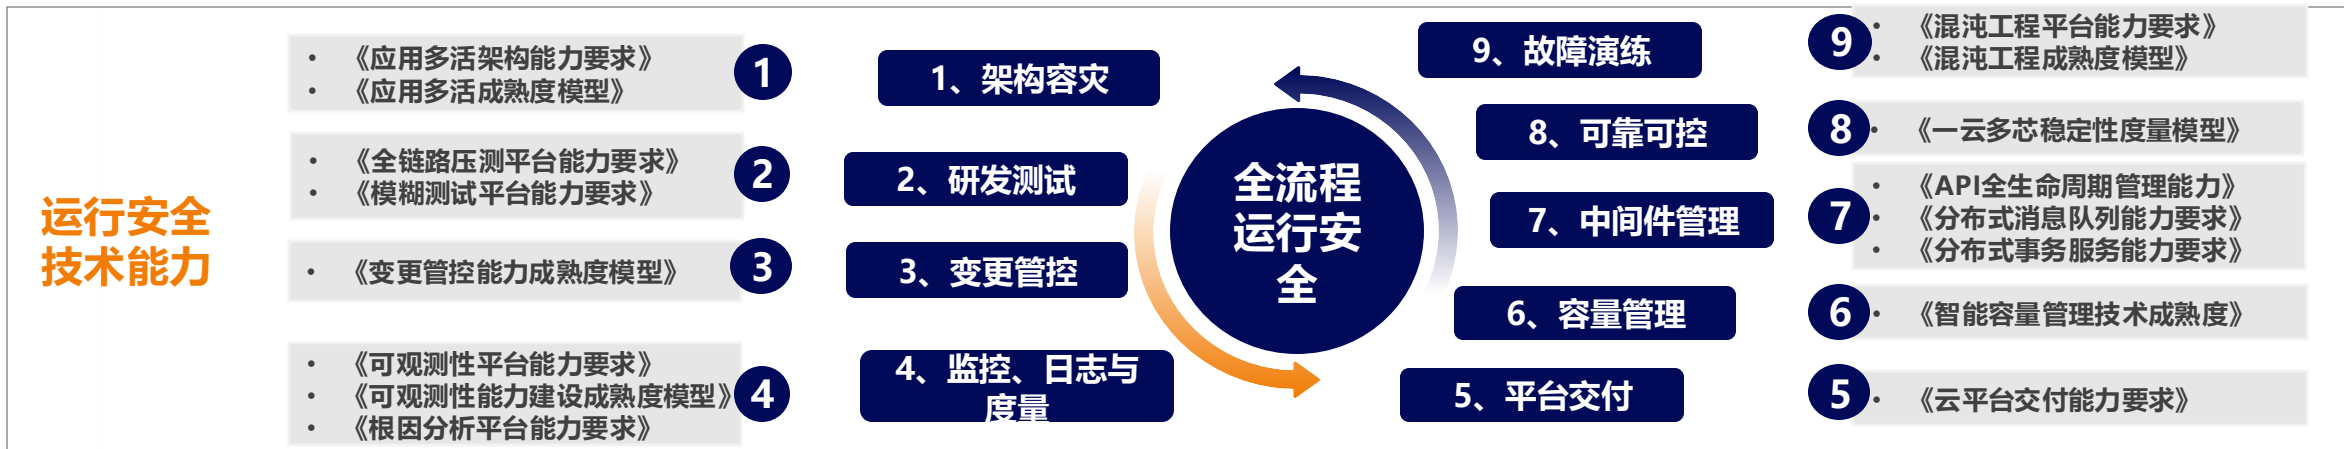 运行安全
技术能力
• 《应用多活架构能力要求》
• 《应用多活成熟度模型》
1
1、架构容灾
• 《全链路压测平台能力要求》
• 《模糊测试平台能力要求》
2
2、研发测试
• 《变更管控能力成熟度模型》
3
3、变更管控
• 《可观测性平台能力要求》
• 《可观测性能力建设成熟度模型》
• 《根因分析平台能力要求》
4
4、监控、日志与
度量
全流程
运行安
全
9、故障演练
9
• 《混沌工程平台能力要求》
• 《混沌工程成熟度模型》
8、可靠可控
8
• 《一云多芯稳定性度量模型》
7、中间件管理
7
• 《API全生命周期管理能力》
• 《分布式消息队列能力要求》
• 《分布式事务服务能力要求》
6、容量管理
6
• 《智能容量管理技术成熟度》
5、平台交付
5
• 《云平台交付能力要求》